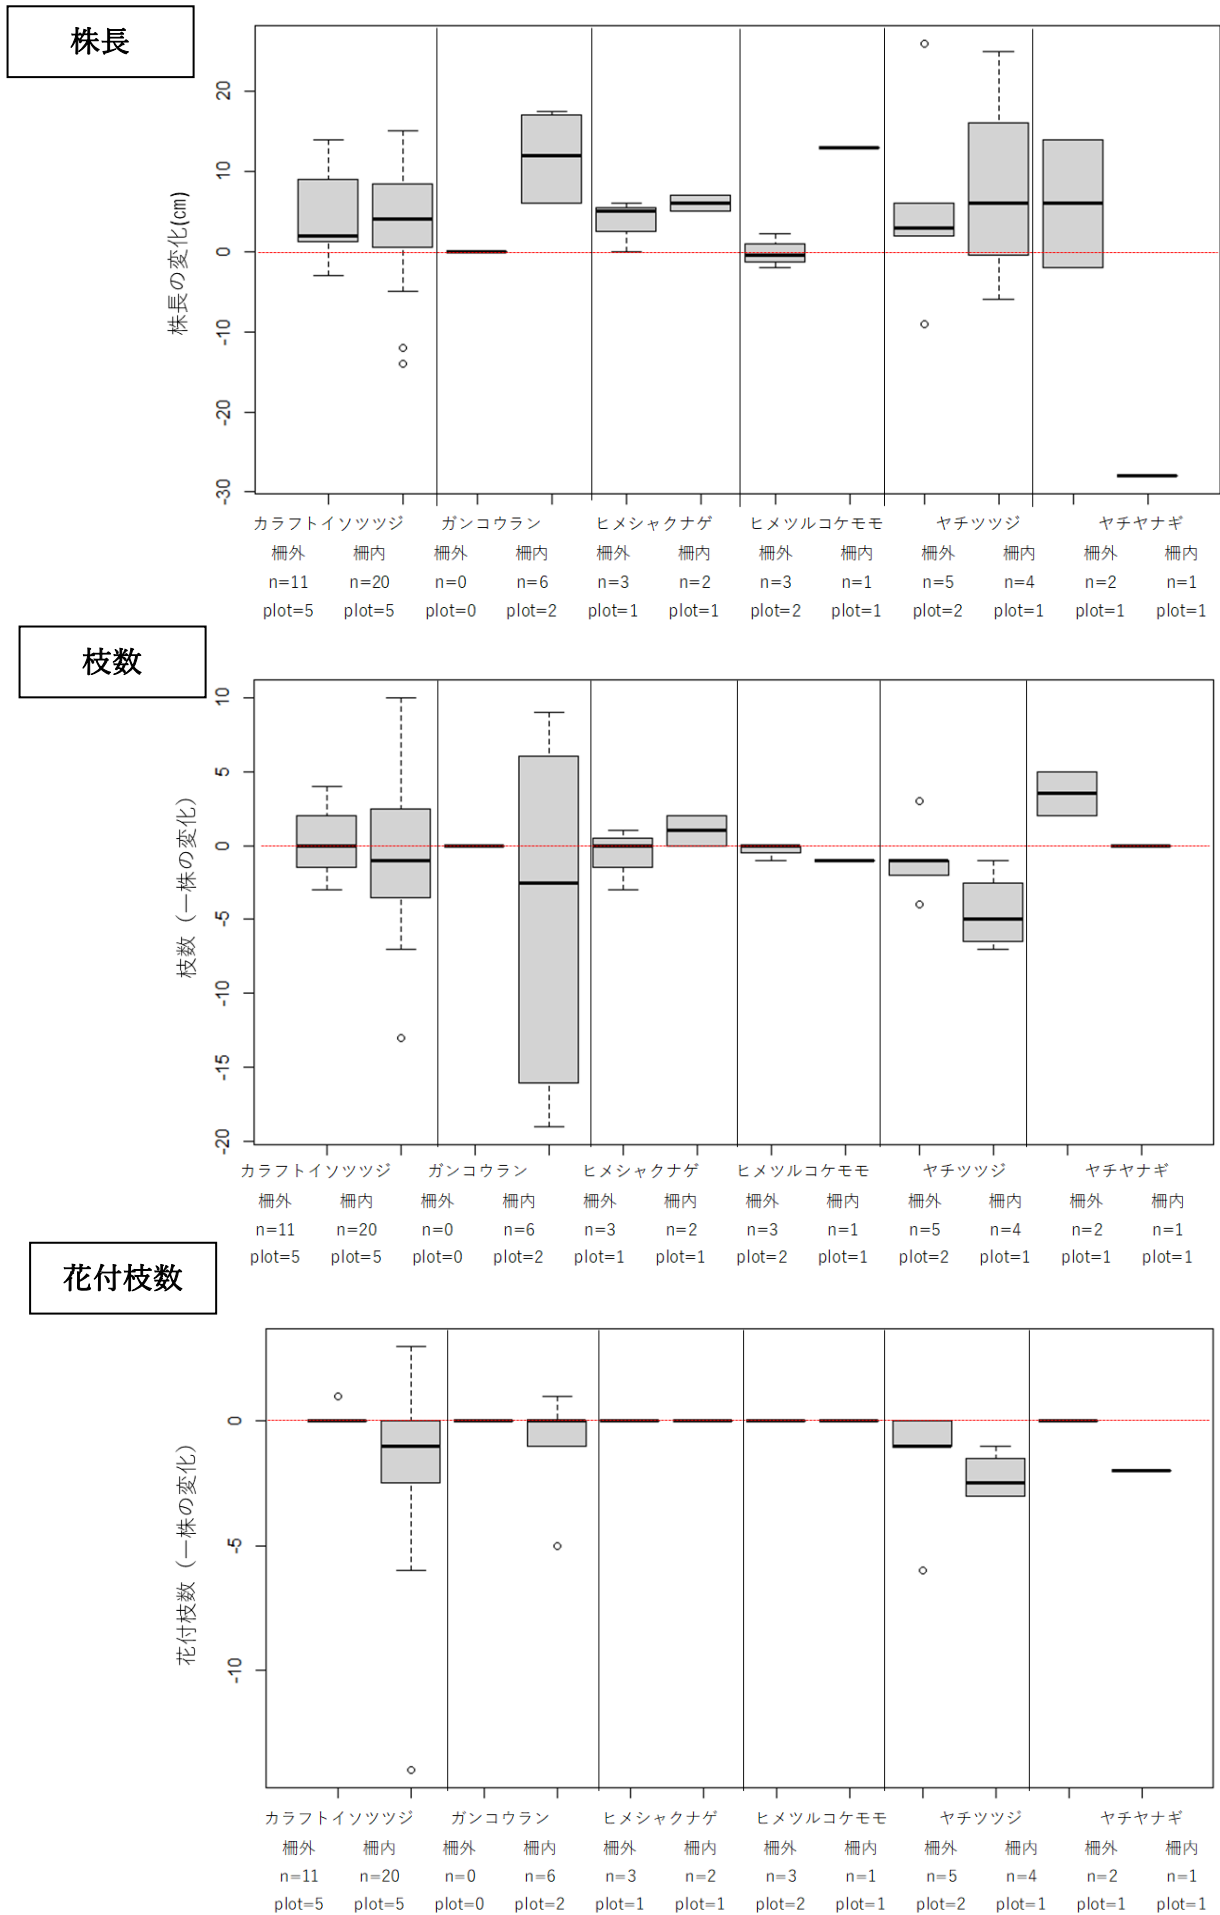 株長
株長の変化(cm)
20
10
0
-10
-20
-30
カラフトイソツツジ ガンコウラン ヒメシャクナゲ ヒメツルコケモモ ヤチツツジ ヤチヤナギ
柵外 柵内 柵外 柵内 柵外 柵内 柵外 柵内 柵外 柵内 柵外 柵内
n=11 n=20 n=0 n=6 n=3 n=2 n=3 n=1 n=5 n=4 n=2 n=1
plot=5 plot=5 plot=0 plot=2 plot=1 plot=1 plot=2 plot=1 plot=2 plot=1 plot=1 plot=1
枝数
枝数（一株の変化）
10
5
0
-5
-10
-15
-20
カラフトイソツツジ ガンコウラン ヒメシャクナゲ ヒメツルコケモモ ヤチツツジ ヤチヤナギ
柵外 柵内 柵外 柵内 柵外 柵内 柵外 柵内 柵外 柵内 柵外 柵内
n=11 n=20 n=0 n=6 n=3 n=2 n=3 n=1 n=5 n=4 n=2 n=1
plot=5 plot=5 plot=0 plot=2 plot=1 plot=1 plot=2 plot=1 plot=2 plot=1 plot=1 plot=1
花付枝数
花付枝数（一株の変化）
0
-5
-10
カラフトイソツツジ ガンコウラン ヒメシャクナゲ ヒメツルコケモモ ヤチツツジ ヤチヤナギ
柵外 柵内 柵外 柵内 柵外 柵内 柵外 柵内 柵外 柵内 柵外 柵内
n=11 n=20 n=0 n=6 n=3 n=2 n=3 n=1 n=5 n=4 n=2 n=1
plot=5 plot=5 plot=0 plot=2 plot=1 plot=1 plot=2 plot=1 plot=2 plot=1 plot=1 plot=1